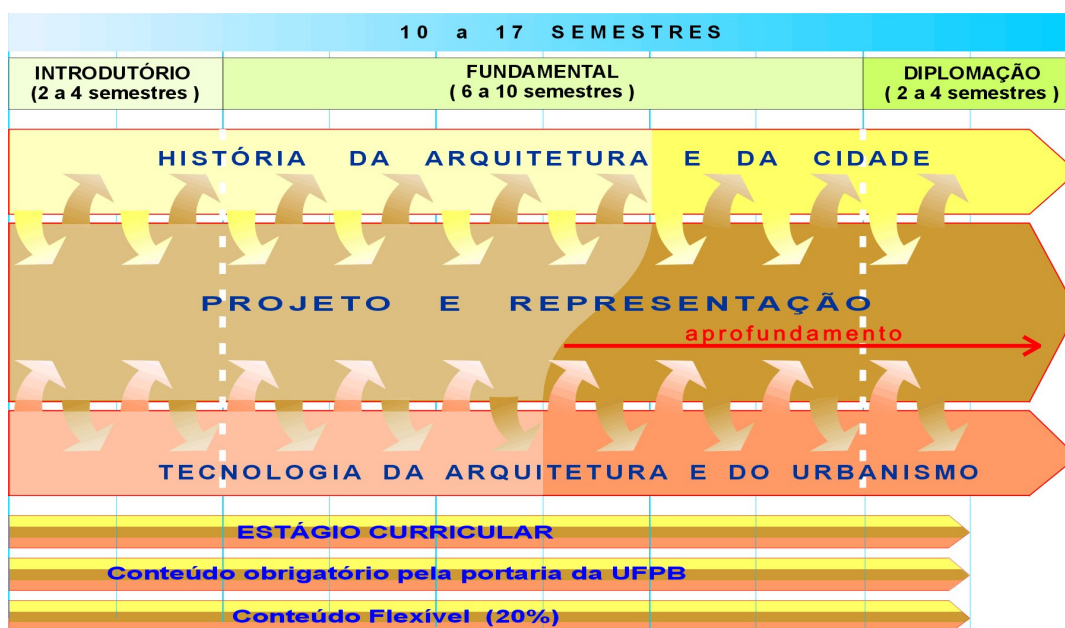 10 a 17 SEMESTRES
INTRODUTÓRIO
(2 a 4 semestres )
FUNDAMENTAL
( 6 a 10 semestres )
DIPLOMAÇÃO
( 2 a 4 semestres )
HISTÓRIA DA ARQUITETURA E DA CIDADE
PROJETO E REPRESENTAÇÃO
aprofundamento
TECNOLOGIA DA ARQUITETURA E DO URBANISMO
ESTÁGIO CURRICULAR
Conteúdo obrigatório pela portaria da UFPB
Conteúdo Flexível (20%)